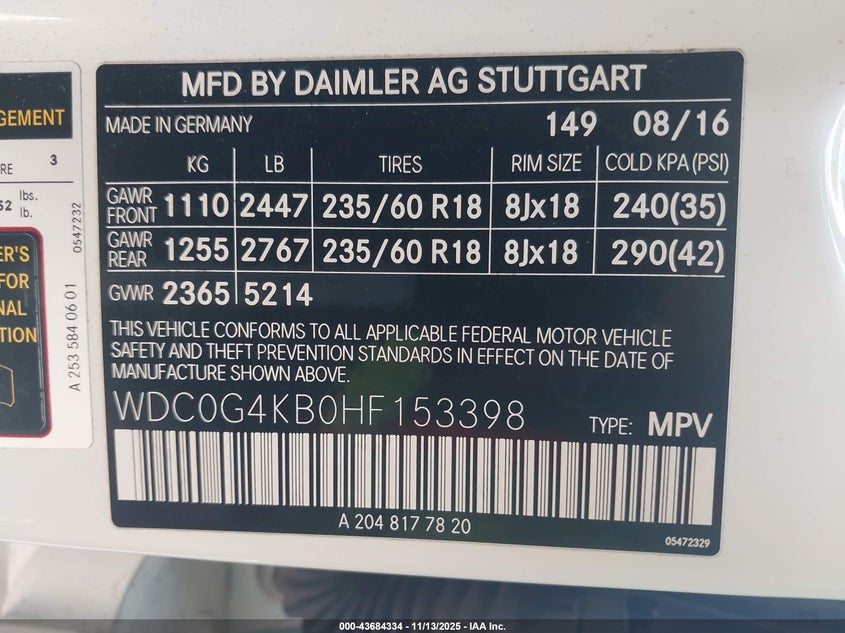 GEMENT
RE 3
52 lbs.
lb.
0547232
ER'S
FOR
NAL
TION
A 253 584 06 01
MFD BY DAIMLER AG STUTTGART
MADE IN GERMANY 149 08/16
KG LB TIRES RIM SIZE COLD KPA (PSI)
GAWR FRONT 1110 2447 235/60 R18 8Jx18 240(35)
GAWR REAR 1255 2767 235/60 R18 8Jx18 290(42)
GVWR 2365 5214
THIS VEHICLE CONFORMS TO ALL APPLICABLE FEDERAL MOTOR VEHICLE
SAFETY AND THEFT PREVENTION STANDARDS IN EFFECT ON THE DATE OF
MANUFACTURE SHOWN ABOVE.
WDC0G4KB0HF153398 TYPE: MPV
A 204 817 78 20
05472329
000-43684334 | 11/13/2025 - IAA Inc.